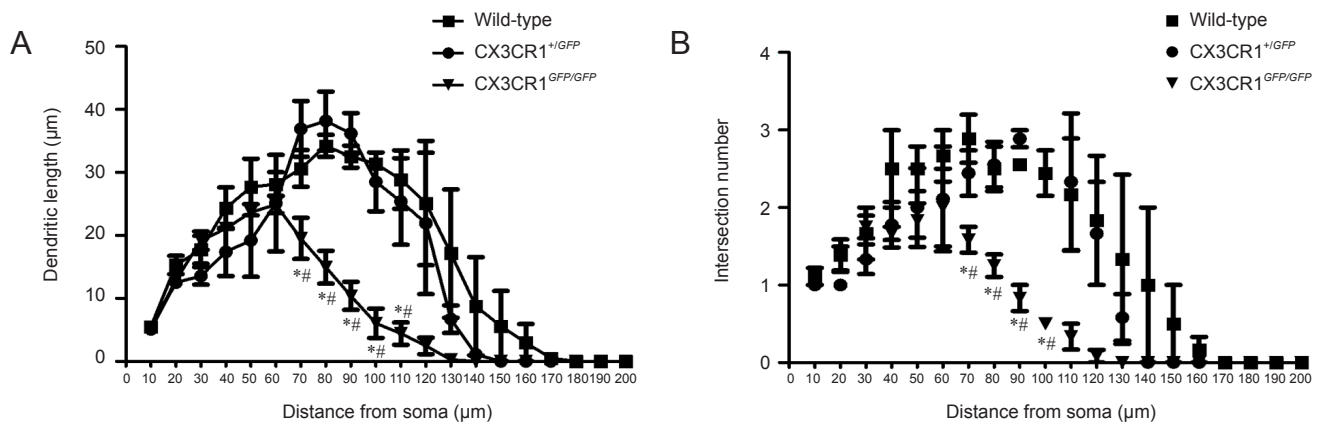 A
Dendritic length (μm)
50
40
30
20
10
0
Wild-type
CX3CR1+/GFP
CX3CR1GFP/GFP
*#
*#
*#
*#
*#
0 10 20 30 40 50 60 70 80 90 100 110 120 130 140 150 160 170 180 190 200
Distance from soma (μm)
B
Intersection number
4
3
2
1
0
Wild-type
CX3CR1+/GFP
CX3CR1GFP/GFP
*#
*#
*#
*#
0 10 20 30 40 50 60 70 80 90 100 110 120 130 140 150 160 170 180 190 200
Distance from soma (μm)